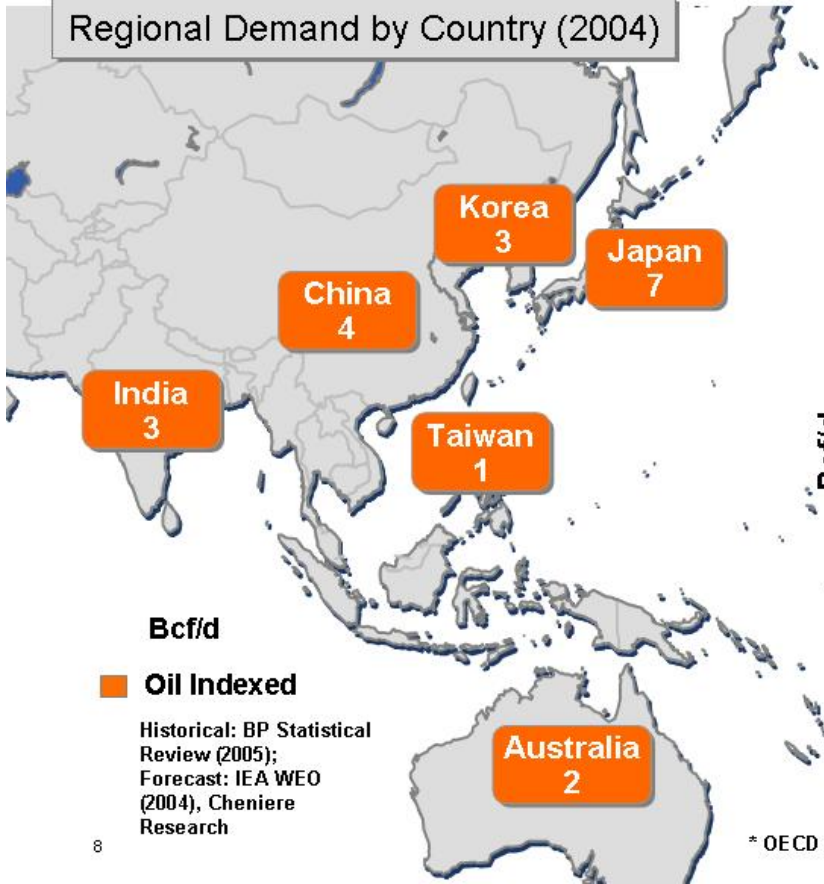 Regional Demand by Country (2004)
Korea
3
Japan
7
China
4
India
3
Taiwan
1
Bcf/d
Oil Indexed
Historical: BP Statistical
Review (2005);
Forecast: IEA WEO
(2004), Cheniere
Research
Australia
2
8
* OECD